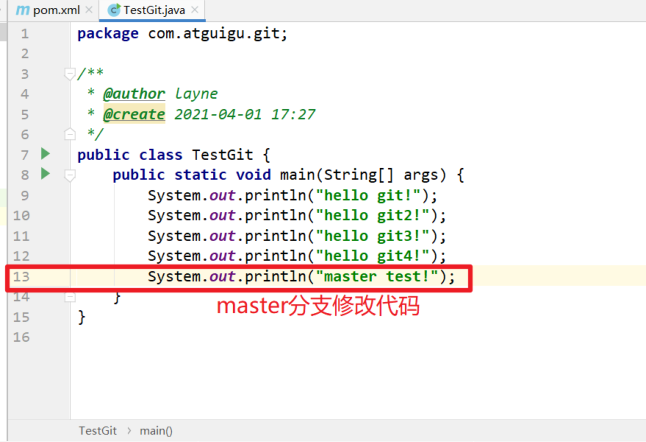 pom.xml
TestGit.java
1 package com.atguigu.git;
2
3 /**
4 * @author layne
5 * @create 2021-04-01 17:27
6 */
7 public class TestGit {
8 public static void main(String[] args) {
9 System.out.println("hello git!");
10 System.out.println("hello git2!");
11 System.out.println("hello git3!");
12 System.out.println("hello git4!");
13 System.out.println("master test!");
14 }
master分支修改代码
15 }
16
TestGit › main()